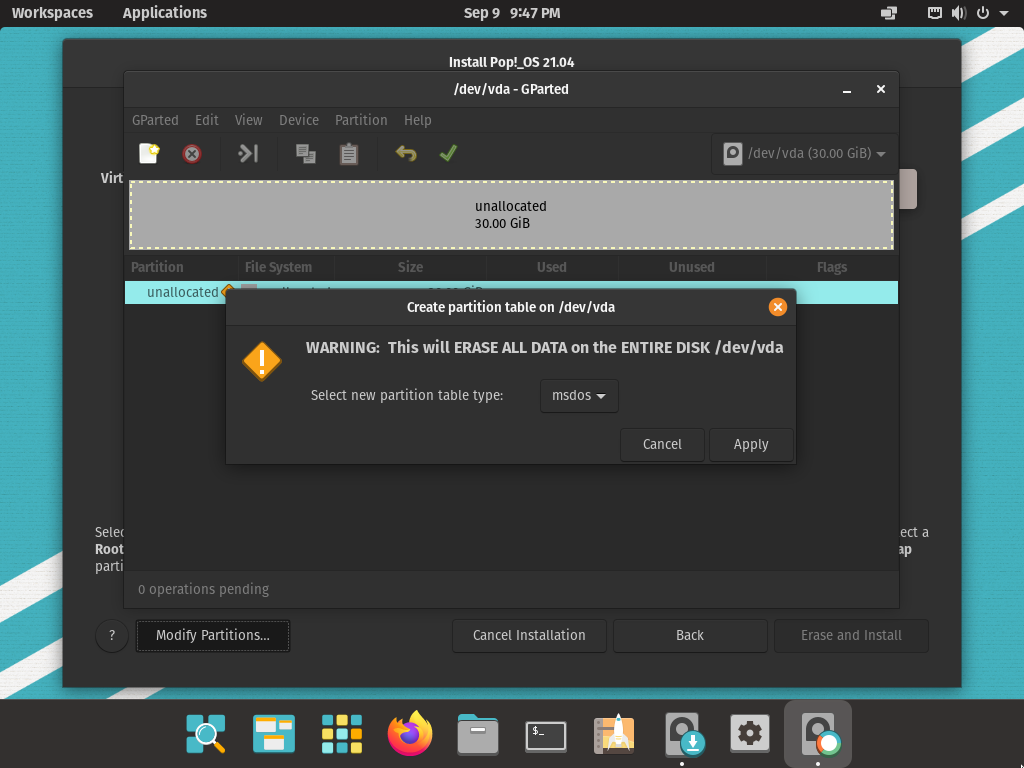 Workspaces Applications Sep 9 9:47 PM
Install Pop!_OS 21.04
/dev/vda - GParted
GParted Edit View Device Partition Help
/dev/vda (30.00 GiB)
Virt
unallocated
30.00 GiB
Partition File System Size Used Unused Flags
unallocated
Create partition table on /dev/vda
WARNING: This will ERASE ALL DATA on the ENTIRE DISK /dev/vda
Select new partition table type: msdos
Cancel Apply
Selec ect a
Root ap
parti
0 operations pending
? Modify Partitions... Cancel Installation Back Erase and Install
$_